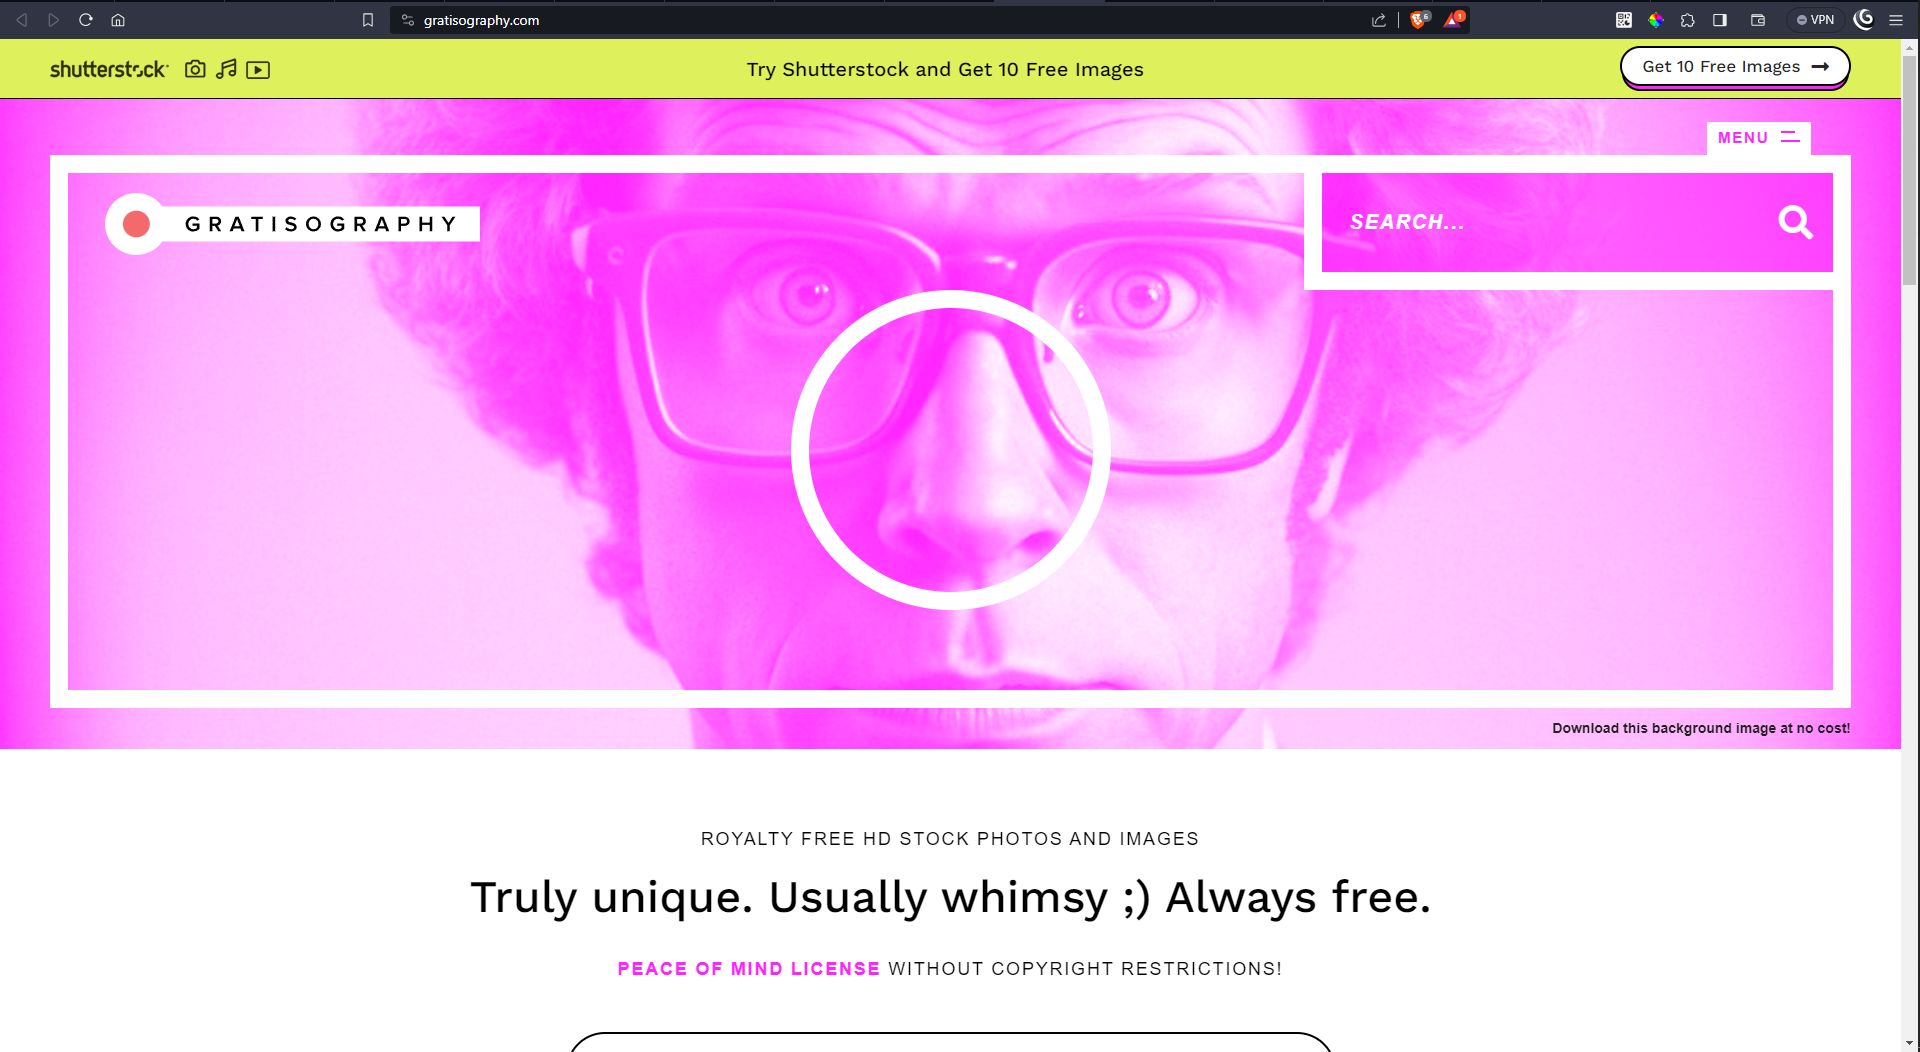 gratisography.com
6
1
VPN
shutterstock
Try Shutterstock and Get 10 Free Images
Get 10 Free Images
MENU
GRATISOGRAPHY
SEARCH...
Download this background image at no cost!
ROYALTY FREE HD STOCK PHOTOS AND IMAGES
Truly unique. Usually whimsy ;) Always free.
PEACE OF MIND LICENSE WITHOUT COPYRIGHT RESTRICTIONS!